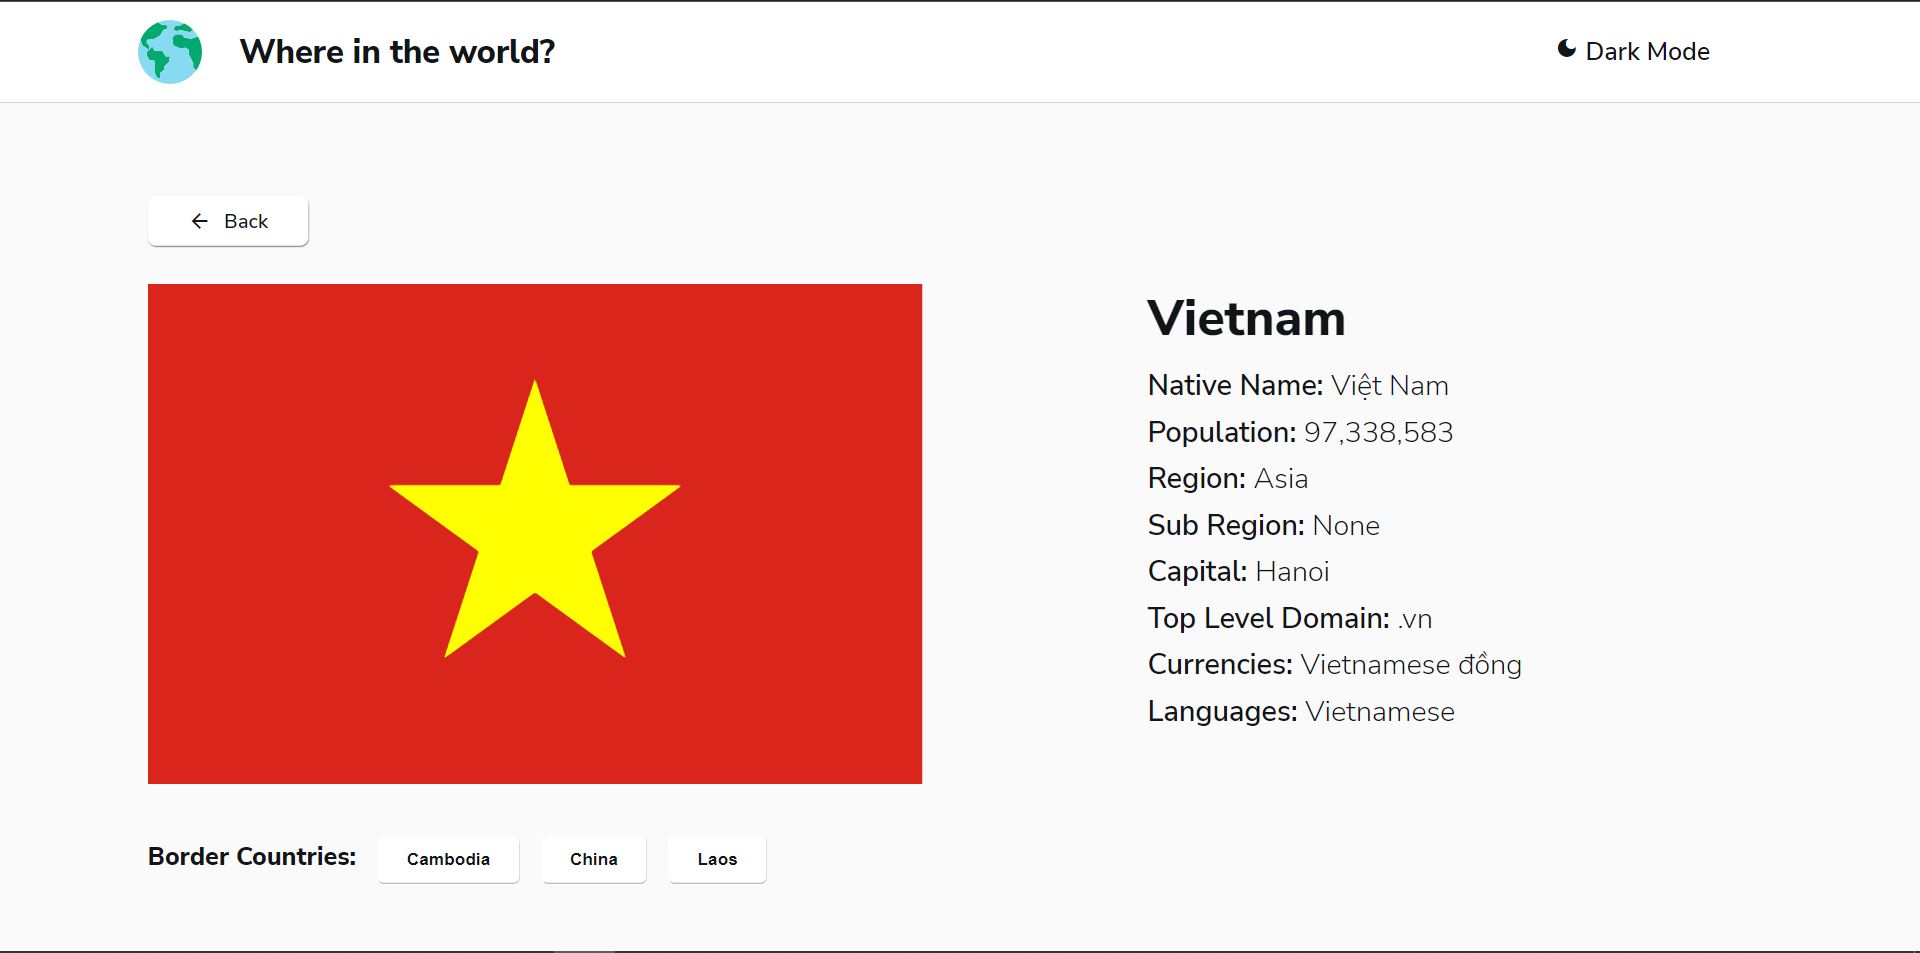 Where in the world?
Dark Mode
Back
Vietnam
Native Name: Việt Nam
Population: 97,338,583
Region: Asia
Sub Region: None
Capital: Hanoi
Top Level Domain: .vn
Currencies: Vietnamese đồng
Languages: Vietnamese
Border Countries: Cambodia China Laos